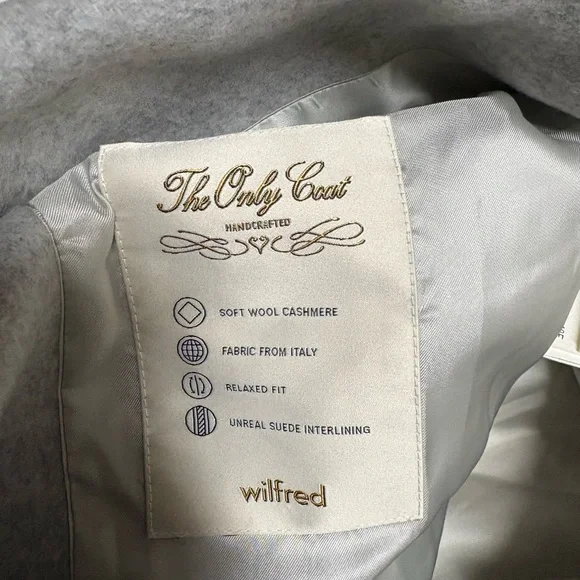 The Only Coat
HANDCRAFTED
SOFT WOOL CASHMERE
FABRIC FROM ITALY
RELAXED FIT
UNREAL SUEDE INTERLINING
wilfred